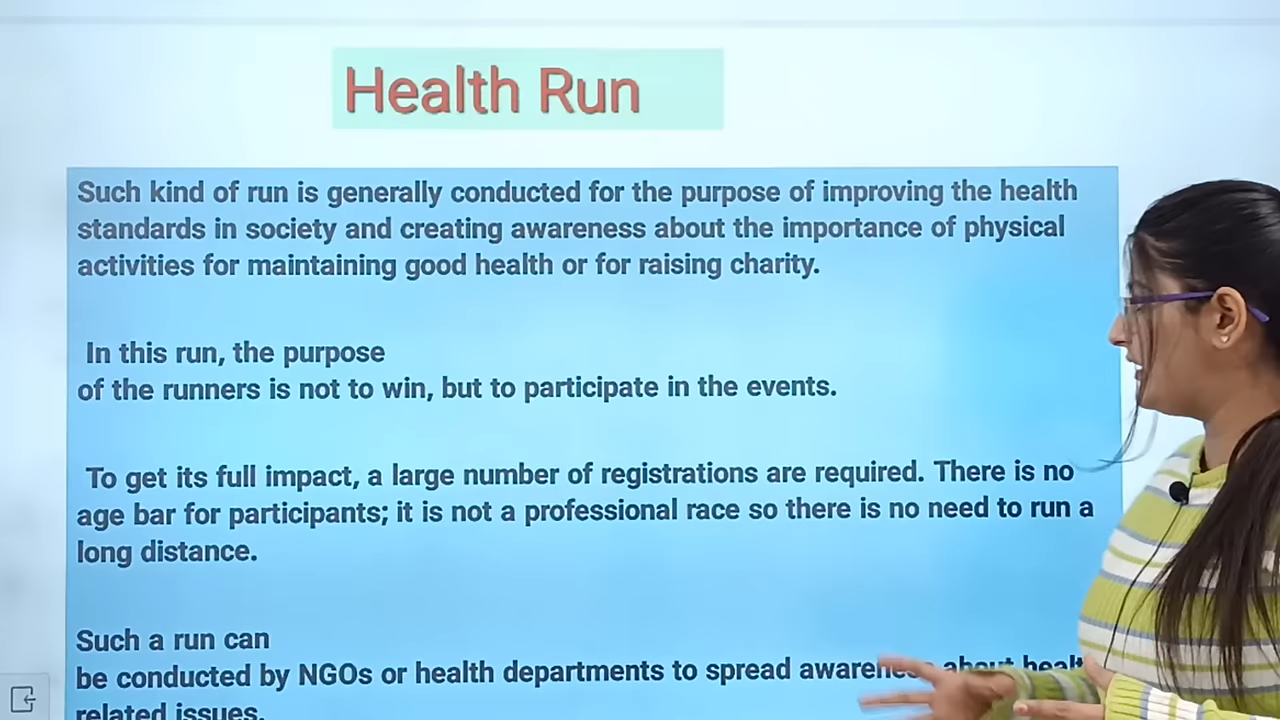 Health Run
Such kind of run is generally conducted for the purpose of improving the health
standards in society and creating awareness about the importance of physical
activities for maintaining good health or for raising charity.
In this run, the purpose
of the runners is not to win, but to participate in the events.
To get its full impact, a large number of registrations are required. There is no
age bar for participants; it is not a professional race so there is no need to run a
long distance.
Such a run can
be conducted by NGOs or health departments to spread awareness about health
related issues.